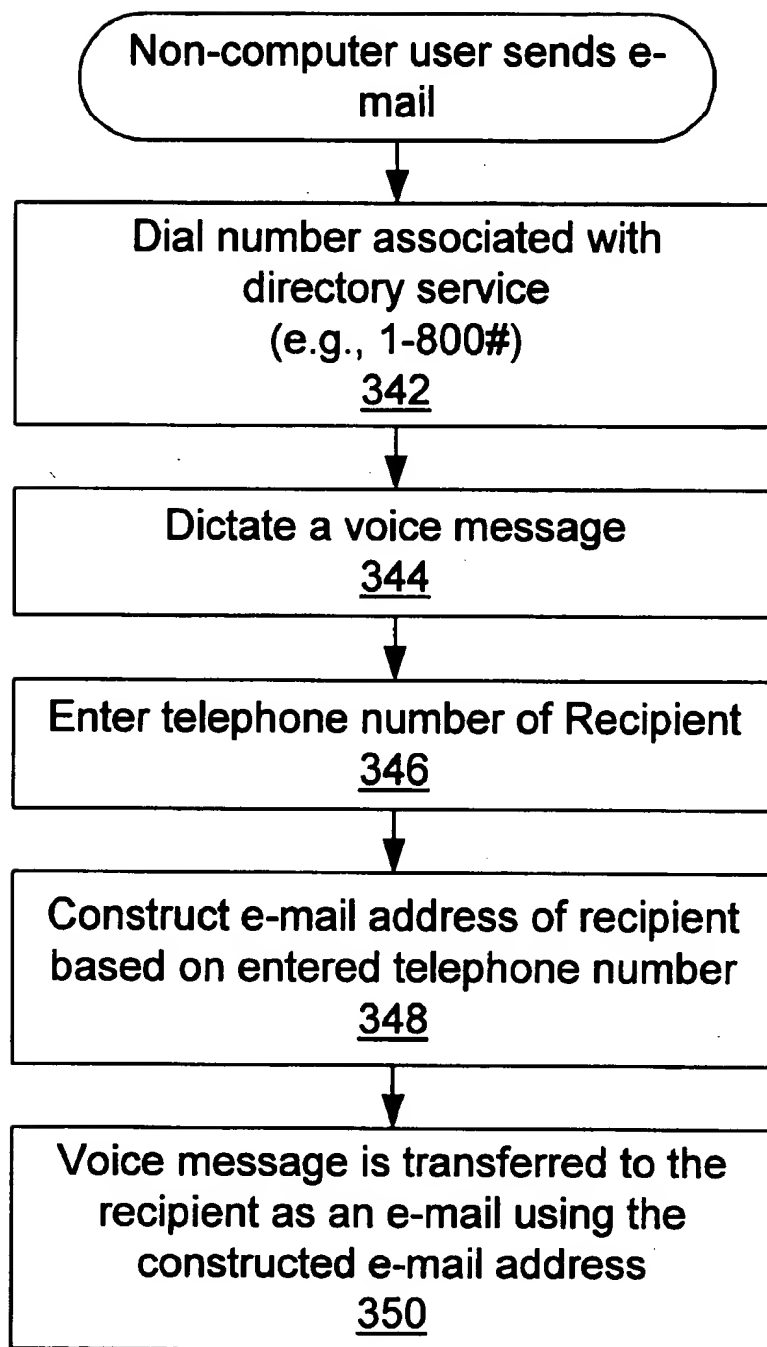 Non-computer user sends e-
mail
Dial number associated with
directory service
(e.g., 1-800#)
342
Dictate a voice message
344
Enter telephone number of Recipient
346
Construct e-mail address of recipient
based on entered telephone number
348
Voice message is transferred to the
recipient as an e-mail using the
constructed e-mail address
350